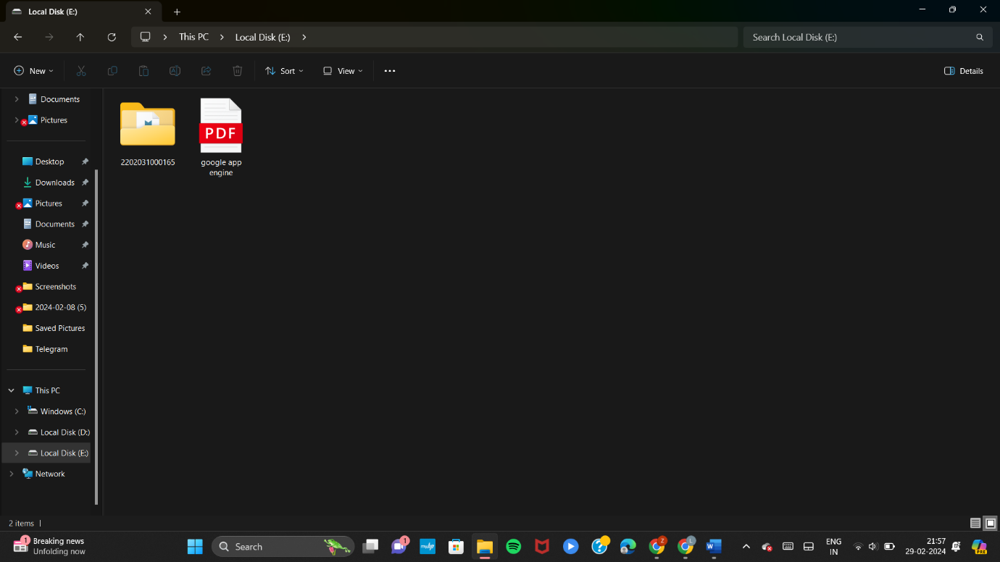 Local Disk (E:)
This PC
Local Disk (E:)
Search Local Disk (E:)
New
Sort
View
Details
Documents
Pictures
Desktop
Downloads
Pictures
Documents
Music
Videos
Screenshots
2024-02-08 (5)
Saved Pictures
Telegram
This PC
Windows (C:)
Local Disk (D:)
Local Disk (E:)
Network
2202031000165
PDF
google app
engine
2 items
1
Breaking news
Unfolding now
Search
1
myhp
Z
L
W
PRE
ENG
IN
21:57
29-02-2024